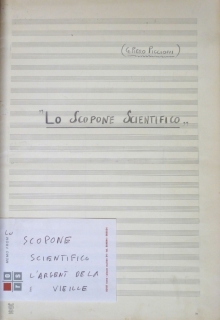 (G. Piero Piccioni)
"LO SCOPONE SCIENTIFICO"
SCOPONE
SCIENTIFICO
L'ARGENT DE LA
VIEILLE